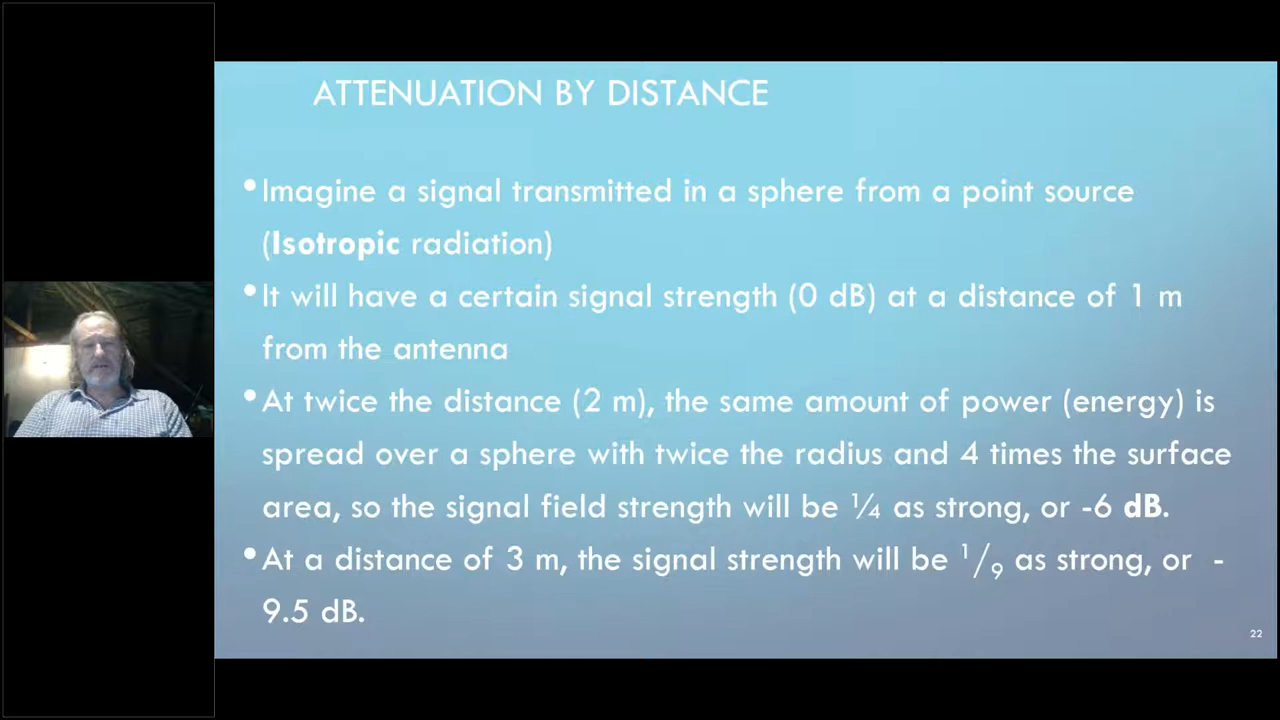 ATTENUATION BY DISTANCE
•Imagine a signal transmitted in a sphere from a point source
(Isotropic radiation)
•It will have a certain signal strength (0 dB) at a distance of 1 m
from the antenna
•At twice the distance (2 m), the same amount of power (energy) is
spread over a sphere with twice the radius and 4 times the surface
area, so the signal field strength will be ¼ as strong, or -6 dB.
•At a distance of 3 m, the signal strength will be ¹/₉ as strong, or -
9.5 dB.
22